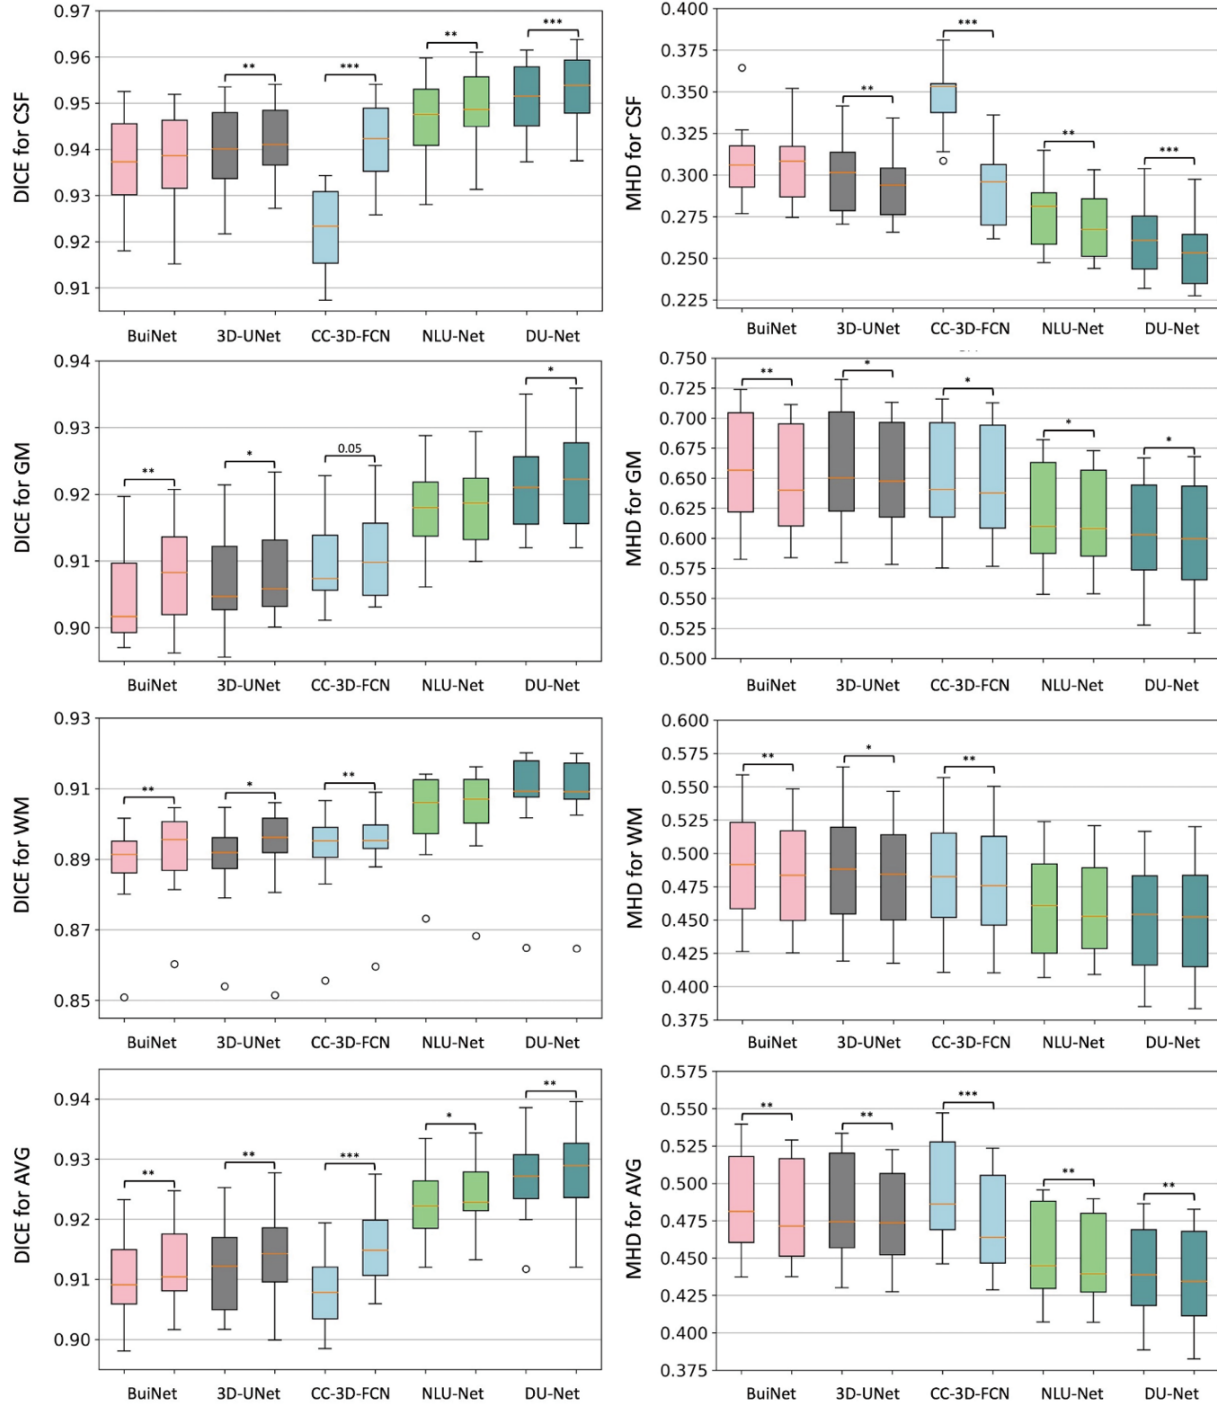 DICE for CSF
0.97
0.96
0.95
0.94
0.93
0.92
0.91
** *** ** ***
BuiNet 3D-UNet CC-3D-FCN NLU-Net DU-Net
MHD for CSF
0.400
0.375
0.350
0.325
0.300
0.275
0.250
0.225
** *** ** ***
BuiNet 3D-UNet CC-3D-FCN NLU-Net DU-Net
DICE for GM
0.94
0.93
0.92
0.91
0.90
** * 0.05 *
BuiNet 3D-UNet CC-3D-FCN NLU-Net DU-Net
MHD for GM
0.750
0.725
0.700
0.675
0.650
0.625
0.600
0.575
0.550
0.525
0.500
** * * * *
BuiNet 3D-UNet CC-3D-FCN NLU-Net DU-Net
DICE for WM
0.93
0.91
0.89
0.87
0.85
** * **
BuiNet 3D-UNet CC-3D-FCN NLU-Net DU-Net
MHD for WM
0.600
0.575
0.550
0.525
0.500
0.475
0.450
0.425
0.400
0.375
** * **
BuiNet 3D-UNet CC-3D-FCN NLU-Net DU-Net
DICE for AVG
0.94
0.93
0.92
0.91
0.90
** ** *** * **
BuiNet 3D-UNet CC-3D-FCN NLU-Net DU-Net
MHD for AVG
0.575
0.550
0.525
0.500
0.475
0.450
0.425
0.400
0.375
** ** *** ** **
BuiNet 3D-UNet CC-3D-FCN NLU-Net DU-Net